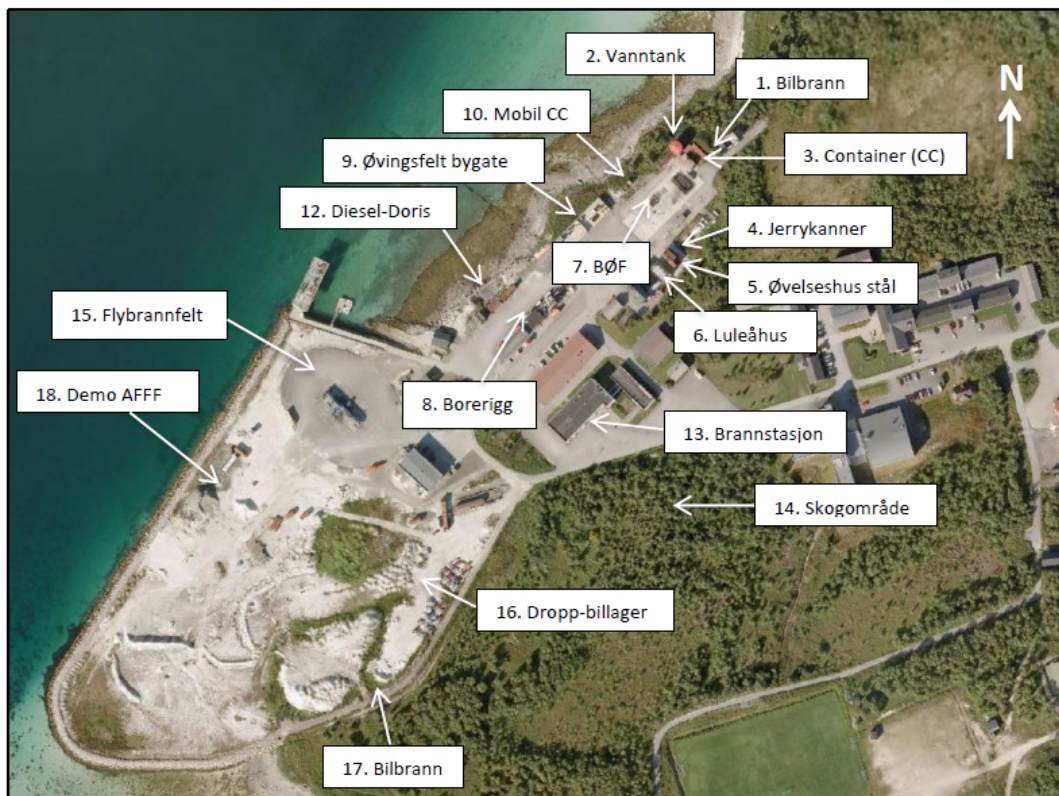 2. Vanntank
N
1. Bilbrann
10. Mobil CC
9. Øvingsfelt bygate
3. Container (CC)
12. Diesel-Doris
4. Jerrykanner
7. BØF
5. Øvelseshus stål
15. Flybrannfelt
6. Luleåhus
18. Demo AFFF
8. Borerigg
13. Brannstasjon
14. Skogområde
16. Dropp-billager
17. Bilbrann